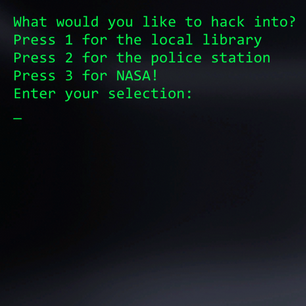 What would you like to hack into?
Press 1 for the local library
Press 2 for the police station
Press 3 for NASA!
Enter your selection:
_